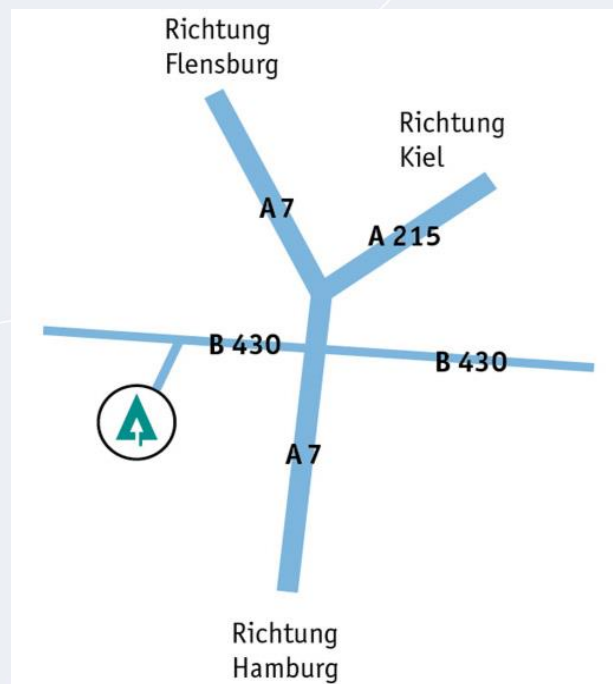 Richtung
Flensburg
Richtung
Kiel
A 7
A 215
B 430
B 430
A 7
Richtung
Hamburg